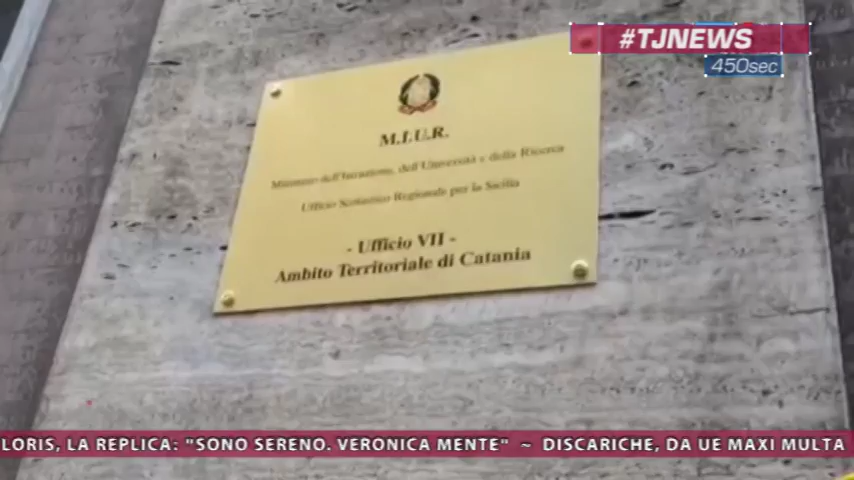 #TJNEWS
450sec
M.I.U.R.
Ministero dell'Istruzione, dell'Università e della Ricerca
Ufficio Scolastico Regionale per la Sicilia
- Ufficio VII -
Ambito Territoriale di Catania
LORIS, LA REPLICA: "SONO SERENO. VERONICA MENTE" ~ DISCARICHE, DA UE MAXI MULTA